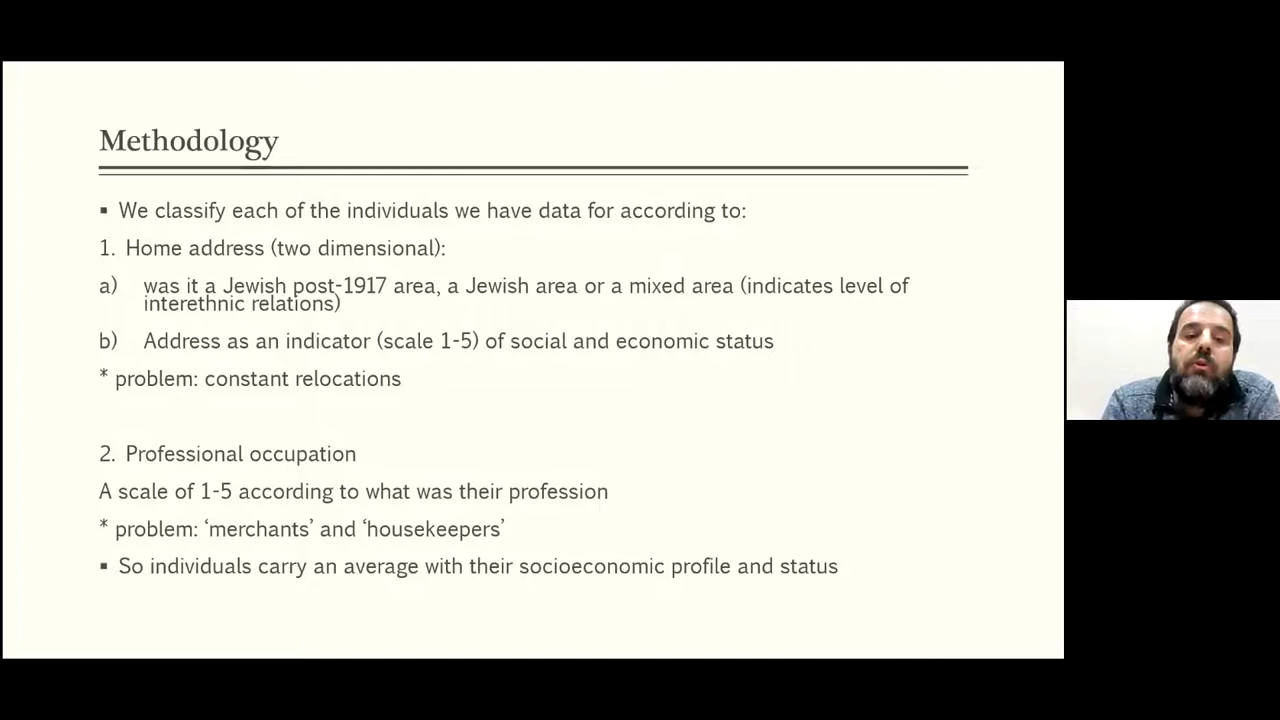 Methodology
▪ We classify each of the individuals we have data for according to:
1. Home address (two dimensional):
a) was it a Jewish post-1917 area, a Jewish area or a mixed area (indicates level of
interethnic relations)
b) Address as an indicator (scale 1-5) of social and economic status
* problem: constant relocations
2. Professional occupation
A scale of 1-5 according to what was their profession
* problem: ‘merchants’ and ‘housekeepers’
▪ So individuals carry an average with their socioeconomic profile and status